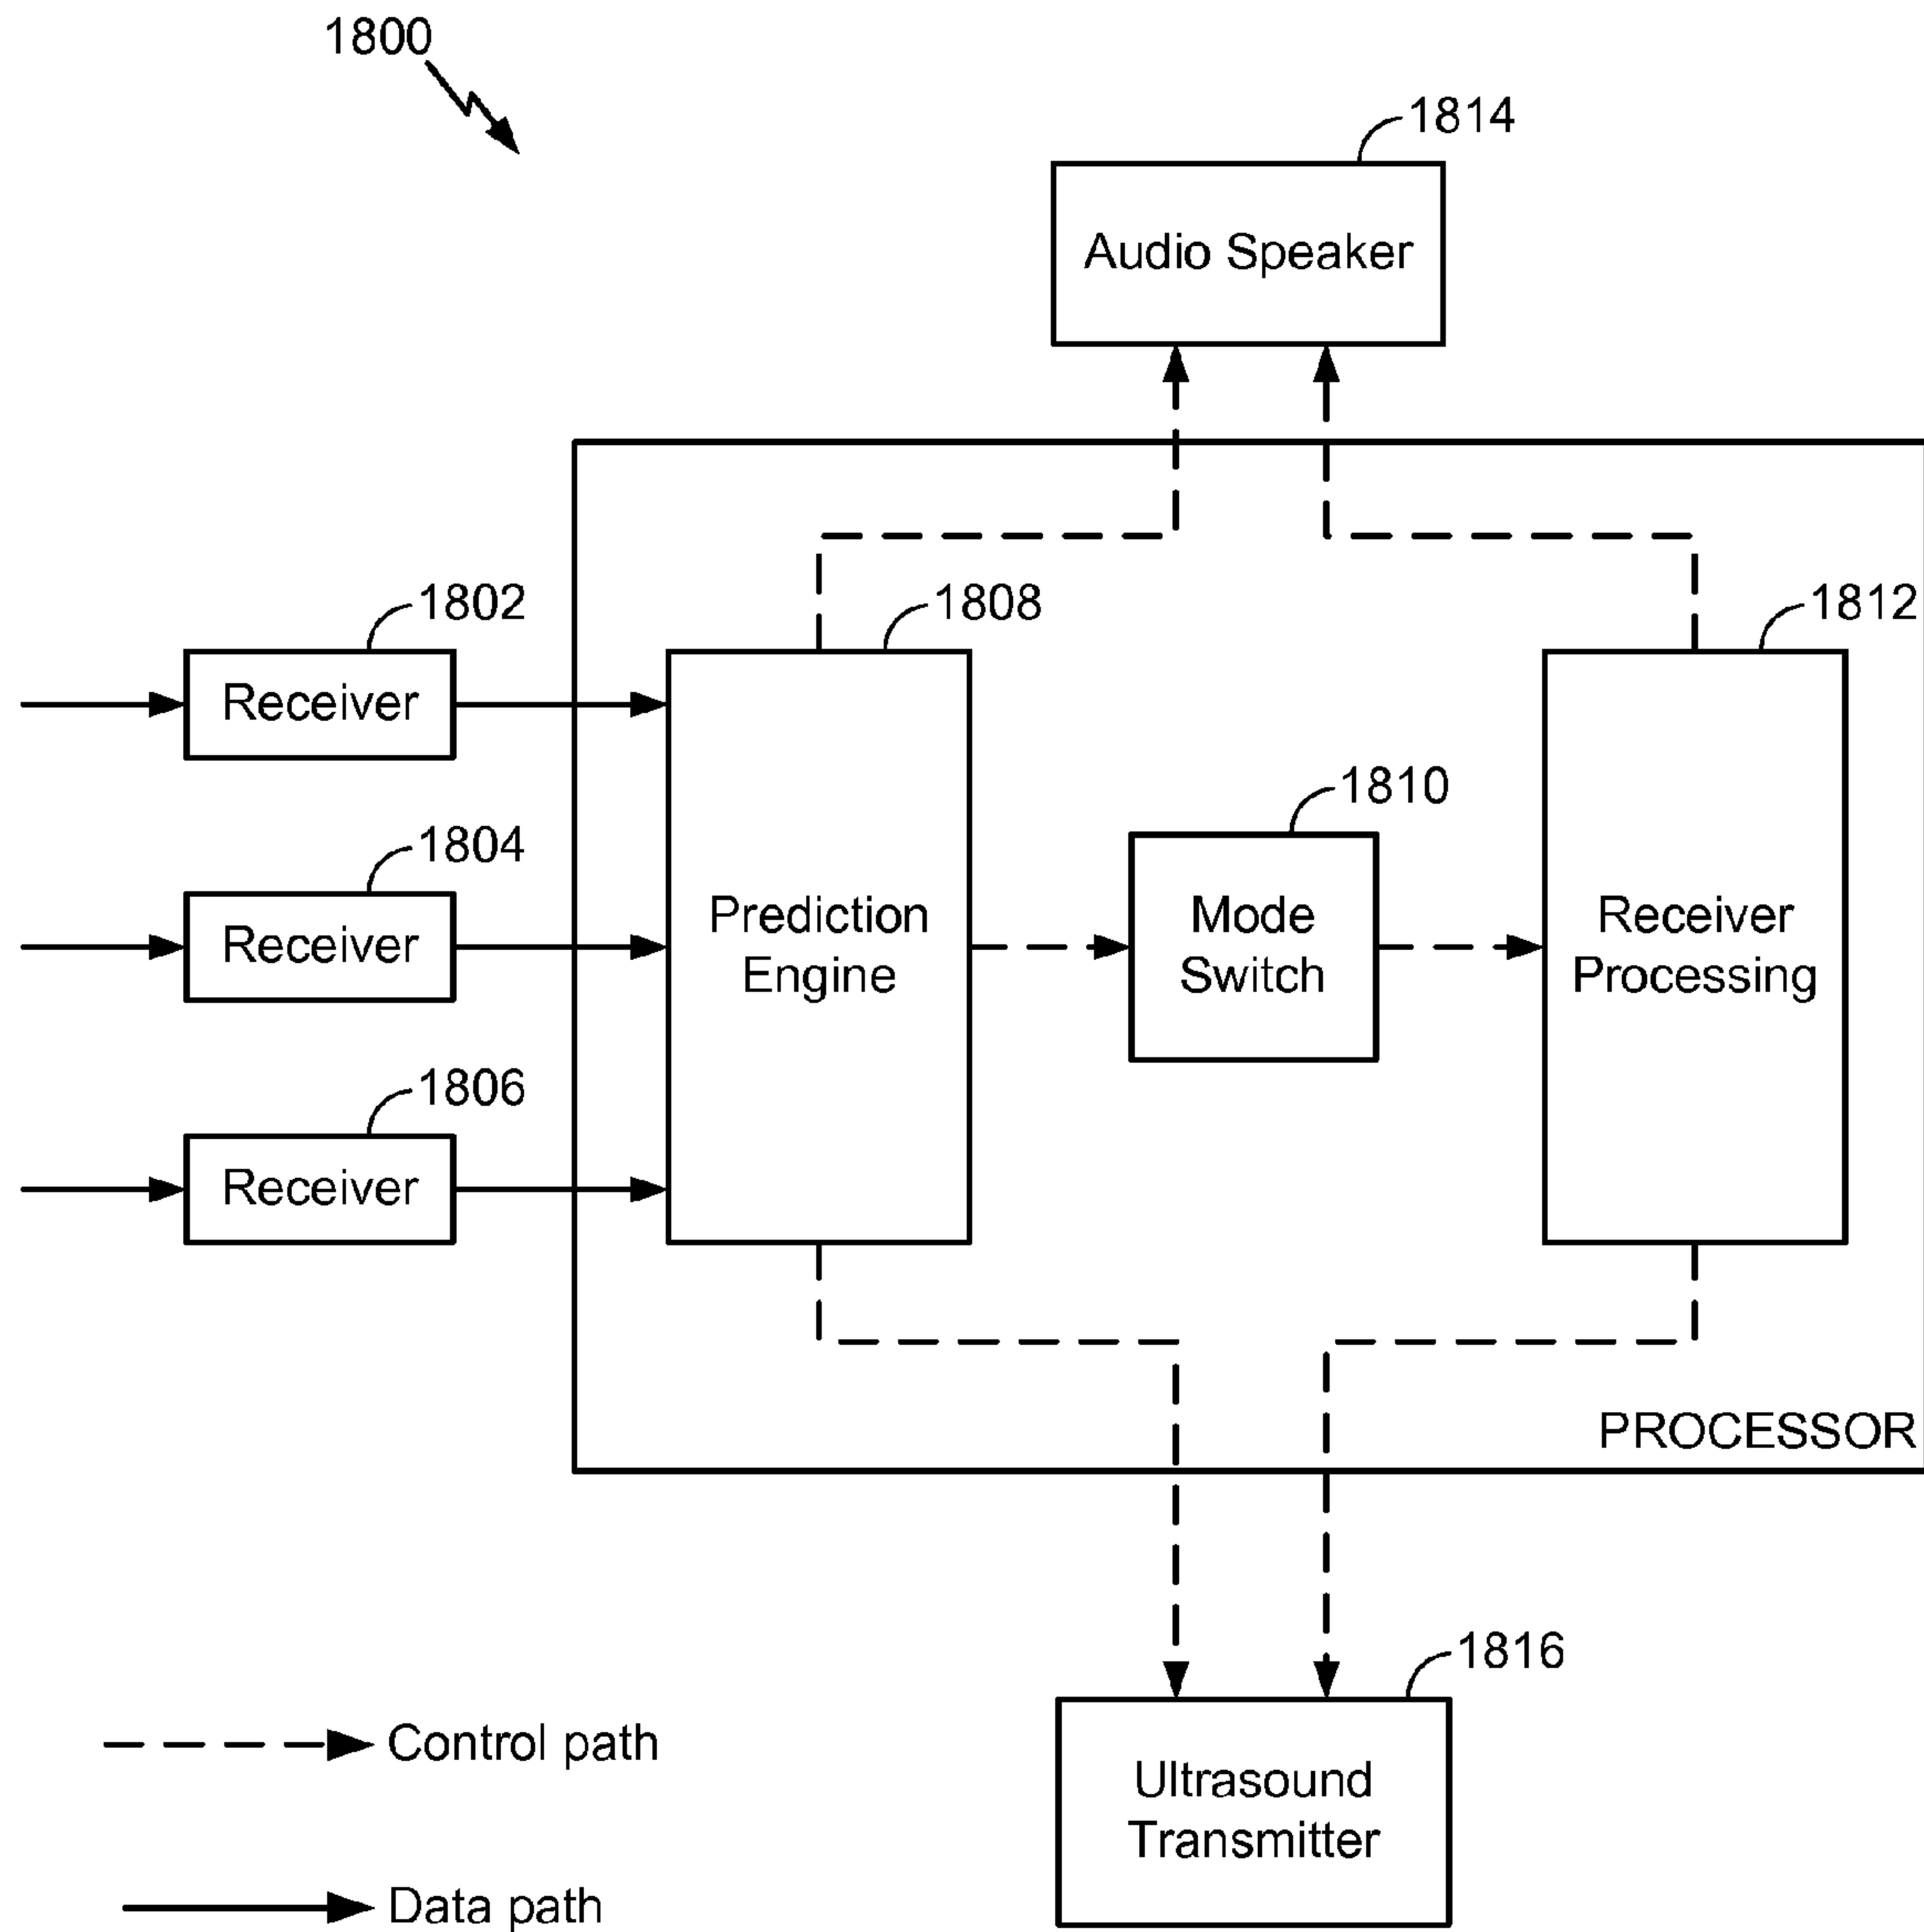 1800
1814
Audio Speaker
1802
1808
1812
Receiver
1810
1804
Receiver
Prediction
Engine
Mode
Switch
Receiver
Processing
1806
Receiver
PROCESSOR
1816
Control path
Ultrasound
Transmitter
Data path